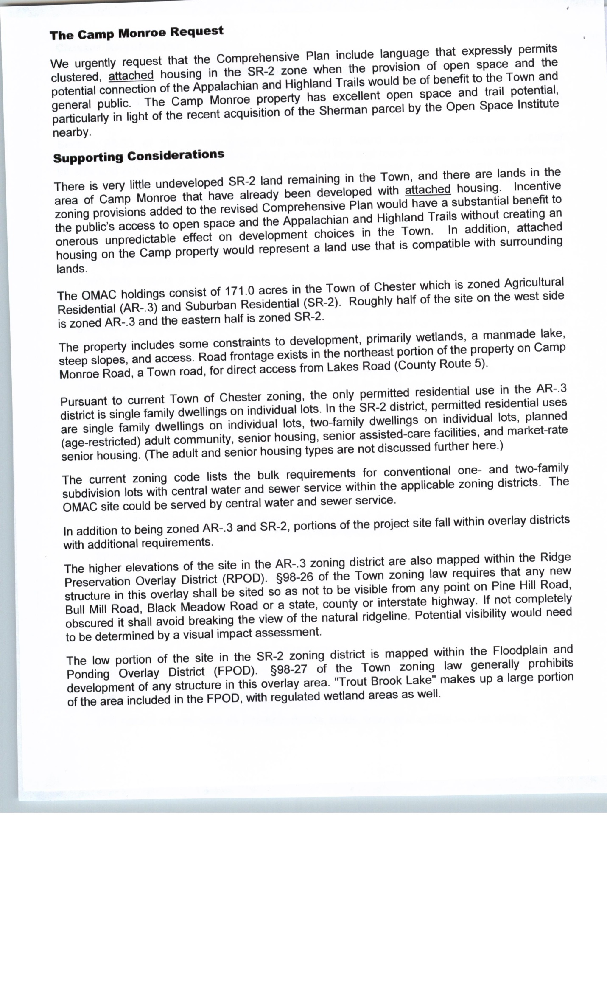 The Camp Monroe Request
We urgently request that the Comprehensive Plan include language that expressly permits
clustered, attached housing in the SR-2 zone when the provision of open space and the
potential connection of the Appalachian and Highland Trails would be of benefit to the Town and
general public. The Camp Monroe property has excellent open space and trail potential,
particularly in light of the recent acquisition of the Sherman parcel by the Open Space Institute
nearby.
Supporting Considerations
There is very little undeveloped SR-2 land remaining in the Town, and there are lands in the
area of Camp Monroe that have already been developed with attached housing. Incentive
zoning provisions added to the revised Comprehensive Plan would have a substantial benefit to
the public's access to open space and the Appalachian and Highland Trails without creating an
onerous unpredictable effect on development choices in the Town. In addition, attached
housing on the Camp property would represent a land use that is compatible with surrounding
lands.
The OMAC holdings consist of 171.0 acres in the Town of Chester which is zoned Agricultural
Residential (AR-.3) and Suburban Residential (SR-2). Roughly half of the site on the west side
is zoned AR-.3 and the eastern half is zoned SR-2.
The property includes some constraints to development, primarily wetlands, a manmade lake,
steep slopes, and access. Road frontage exists in the northeast portion of the property on Camp
Monroe Road, a Town road, for direct access from Lakes Road (County Route 5).
Pursuant to current Town of Chester zoning, the only permitted residential use in the AR-.3
district is single family dwellings on individual lots. In the SR-2 district, permitted residential uses
are single family dwellings on individual lots, two-family dwellings on individual lots, planned
(age-restricted) adult community, senior housing, senior assisted-care facilities, and market-rate
senior housing. (The adult and senior housing types are not discussed further here.)
The current zoning code lists the bulk requirements for conventional one- and two-family
subdivision lots with central water and sewer service within the applicable zoning districts. The
OMAC site could be served by central water and sewer service.
In addition to being zoned AR-.3 and SR-2, portions of the project site fall within overlay districts
with additional requirements.
The higher elevations of the site in the AR-.3 zoning district are also mapped within the Ridge
Preservation Overlay District (RPOD). §98-26 of the Town zoning law requires that any new
structure in this overlay shall be sited so as not to be visible from any point on Pine Hill Road,
Bull Mill Road, Black Meadow Road or a state, county or interstate highway. If not completely
obscured it shall avoid breaking the view of the natural ridgeline. Potential visibility would need
to be determined by a visual impact assessment.
The low portion of the site in the SR-2 zoning district is mapped within the Floodplain and
Ponding Overlay District (FPOD). §98-27 of the Town zoning law generally prohibits
development of any structure in this overlay area. "Trout Brook Lake" makes up a large portion
of the area included in the FPOD, with regulated wetland areas as well.